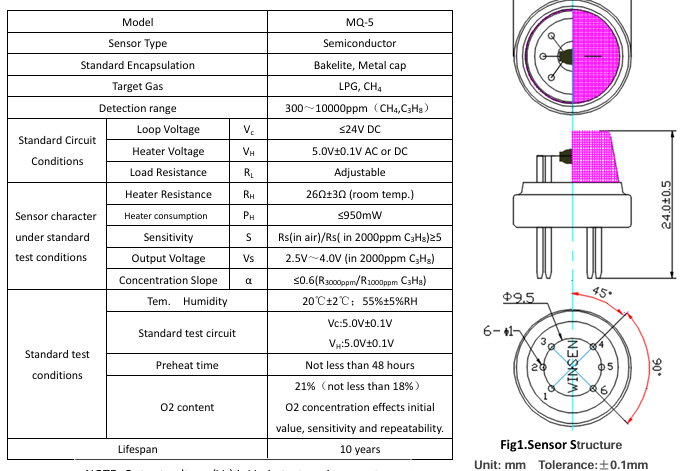 Model MQ-5
Sensor Type Semiconductor
Standard Encapsulation Bakelite, Metal cap
Target Gas LPG, CH₄
Detection range 300～10000ppm（CH₄,C₃H₈）
Standard Circuit Conditions
Loop Voltage V꜀ ≤24V DC
Heater Voltage V_H 5.0V±0.1V AC or DC
Load Resistance R_L Adjustable
Sensor character under standard test conditions
Heater Resistance R_H 26Ω±3Ω (room temp.)
Heater consumption P_H ≤950mW
Sensitivity S Rs(in air)/Rs( in 2000ppm C₃H₈)≥5
Output Voltage Vs 2.5V～4.0V (in 2000ppm C₃H₈)
Concentration Slope α ≤0.6(R₃₀₀₀ppm/R₁₀₀₀ppm C₃H₈)
Standard test conditions
Tem. Humidity 20℃±2℃；55%±5%RH
Standard test circuit Vc:5.0V±0.1V
V_H:5.0V±0.1V
Preheat time Not less than 48 hours
O2 content 21%（not less than 18%）
O2 concentration effects initial
value, sensitivity and repeatability.
Lifespan 10 years
24.0±0.5
45°
Φ9.5
6-Φ1
90°
3
4
2
5
1
6
WINSEN
Fig1.Sensor Structure
Unit: mm Tolerance:±0.1mm